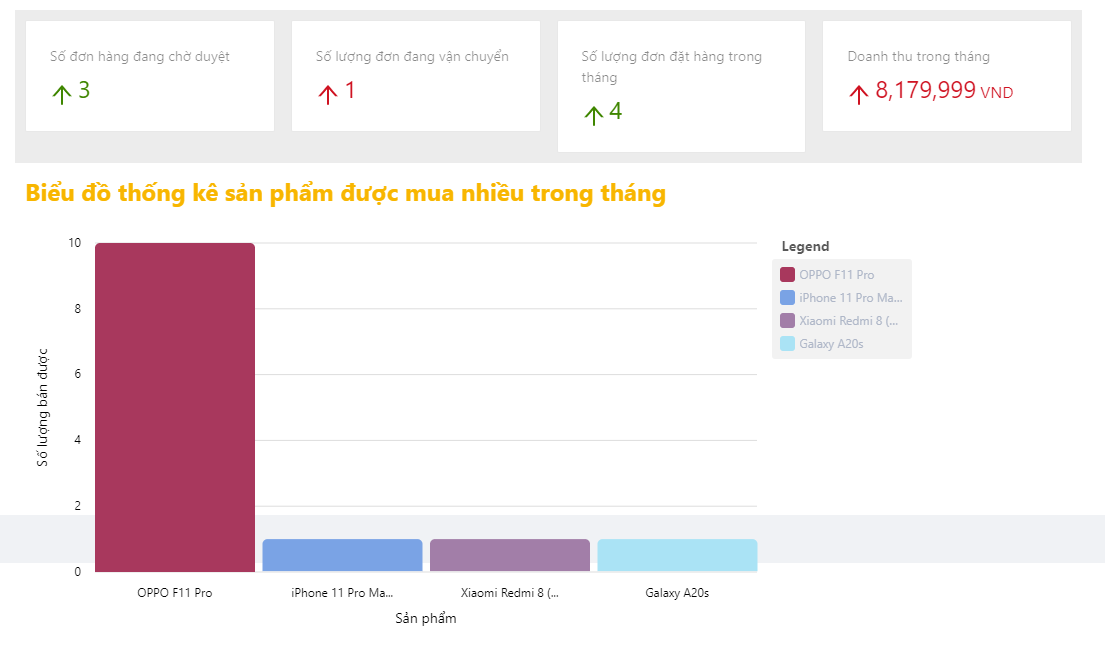 Số đơn hàng đang chờ duyệt
3
Số lượng đơn đang vận chuyển
1
Số lượng đơn đặt hàng trong
tháng
4
Doanh thu trong tháng
8,179,999 VND
Biểu đồ thống kê sản phẩm được mua nhiều trong tháng
10
8
6
4
2
0
Số lượng bán được
OPPO F11 Pro
iPhone 11 Pro Ma...
Xiaomi Redmi 8 (...
Galaxy A20s
Sản phẩm
Legend
OPPO F11 Pro
iPhone 11 Pro Ma...
Xiaomi Redmi 8 (...
Galaxy A20s